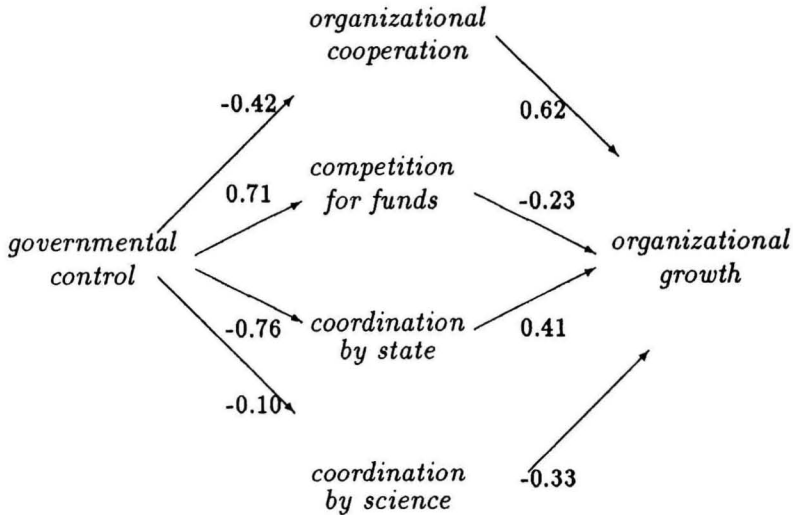 organizational
cooperation
-0.42
0.62
competition
for funds
0.71
-0.23
governmental
control
organizational
growth
-0.76
coordination
by state
0.41
-0.10
coordination
by science
-0.33